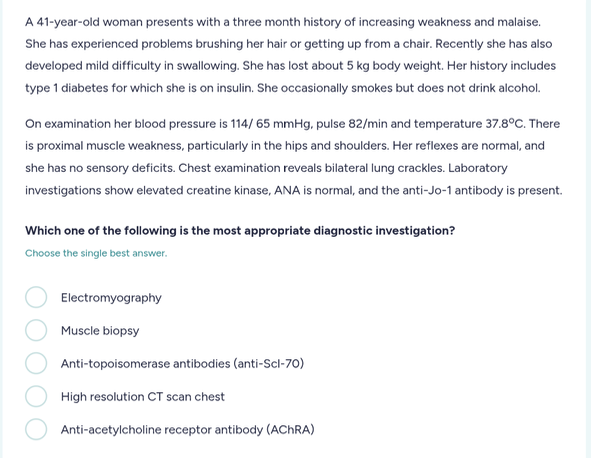 A 41-year-old woman presents with a three month history of increasing weakness and malaise.
She has experienced problems brushing her hair or getting up from a chair. Recently she has also
developed mild difficulty in swallowing. She has lost about 5 kg body weight. Her history includes
type 1 diabetes for which she is on insulin. She occasionally smokes but does not drink alcohol.
On examination her blood pressure is 114/ 65 mmHg, pulse 82/min and temperature 37.8°C. There
is proximal muscle weakness, particularly in the hips and shoulders. Her reflexes are normal, and
she has no sensory deficits. Chest examination reveals bilateral lung crackles. Laboratory
investigations show elevated creatine kinase, ANA is normal, and the anti-Jo-1 antibody is present.
Which one of the following is the most appropriate diagnostic investigation?
Choose the single best answer.
Electromyography
Muscle biopsy
Anti-topoisomerase antibodies (anti-Scl-70)
High resolution CT scan chest
Anti-acetylcholine receptor antibody (AChRA)